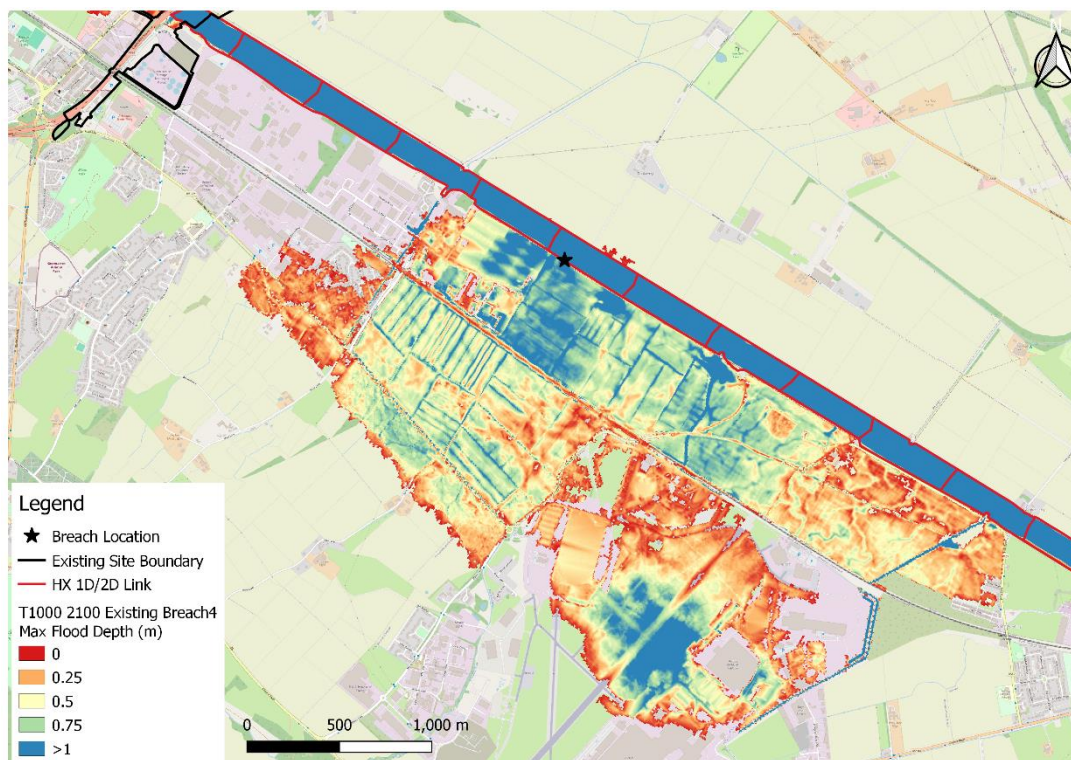 N
Legend
Breach Location
Existing Site Boundary
HX 1D/2D Link
T1000 2100 Existing Breach4
Max Flood Depth (m)
0
0.25
0.5
0.75
>1
0 500 1,000 m